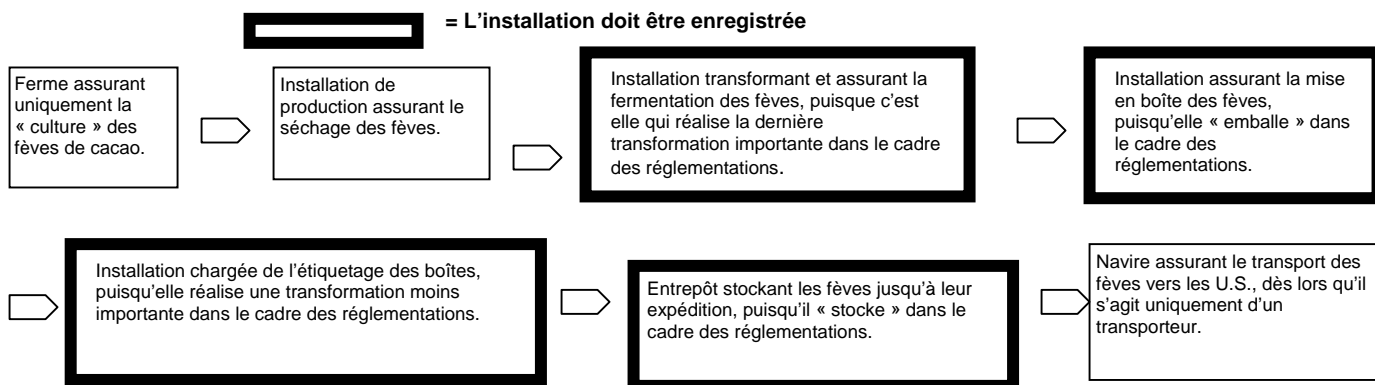 = L'installation doit être enregistrée
Ferme assurant
uniquement la
« culture » des
fèves de cacao.
Installation de
production assurant le
séchage des fèves.
Installation transformant et assurant la
fermentation des fèves, puisque c'est
elle qui réalise la dernière
transformation importante dans le cadre
des réglementations.
Installation assurant la mise
en boîte des fèves,
puisqu'elle « emballe » dans
le cadre des
réglementations.
Installation chargée de l'étiquetage des boîtes,
puisqu'elle réalise une transformation moins
importante dans le cadre des réglementations.
Entrepôt stockant les fèves jusqu'à leur
expédition, puisqu'il « stocke » dans le
cadre des réglementations.
Navire assurant le transport des
fèves vers les U.S., dès lors qu'il
s'agit uniquement d'un
transporteur.